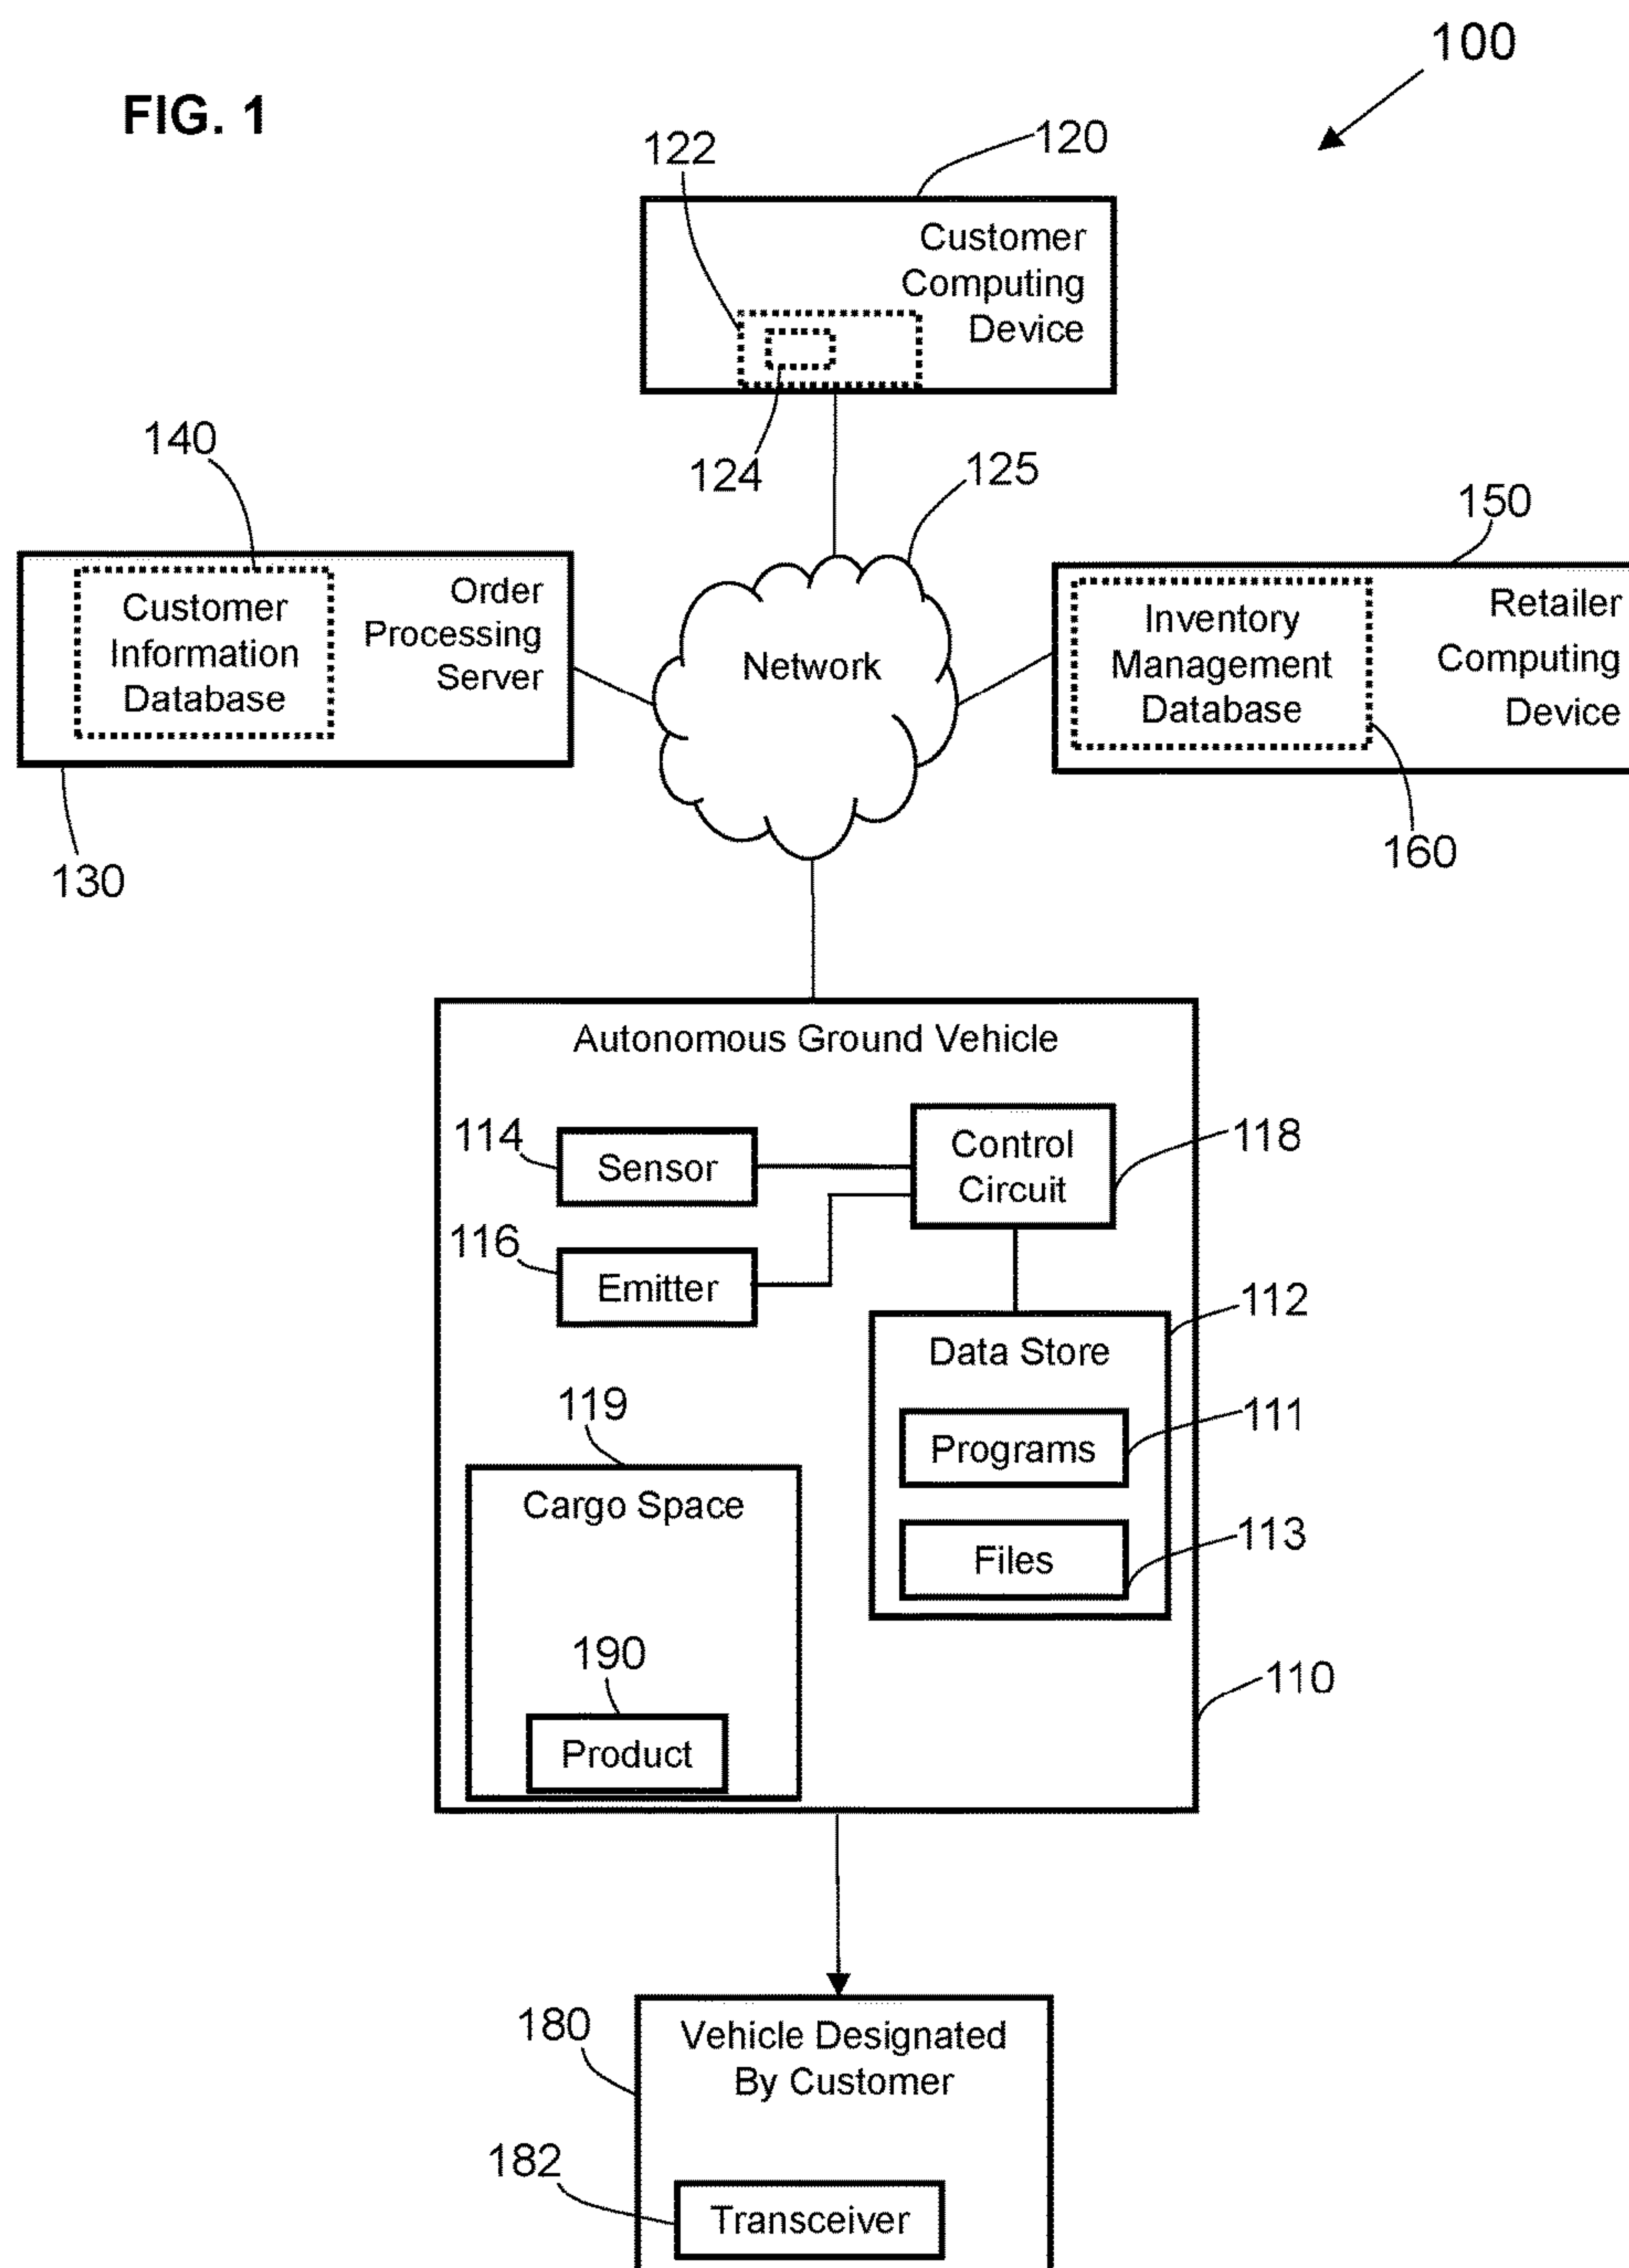 100
FIG. 1
120
122
Customer
Computing
Device
124
125
140
150
Customer
Information
Database
Order
Processing
Server
Network
Inventory
Management
Database
Retailer
Computing
Device
130
160
Autonomous Ground Vehicle
114
Sensor
Control
Circuit
118
116
Emitter
112
Data Store
119
111
Programs
Cargo Space
113
Files
190
Product
110
180
Vehicle Designated
By Customer
182
Transceiver